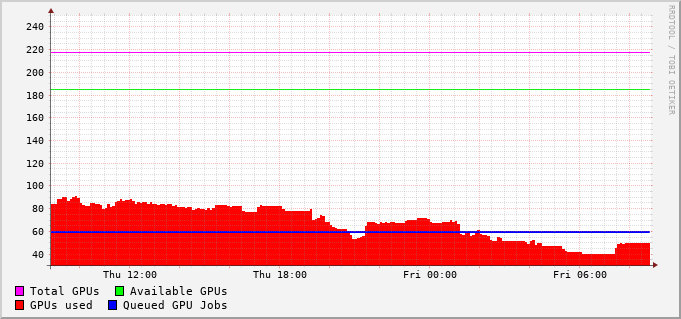 RRDTOOL / TOBI OETIKER
240
220
200
180
160
140
120
100
80
60
40
Thu 12:00 Thu 18:00 Fri 00:00 Fri 06:00
Total GPUs Available GPUs
GPUs used Queued GPU Jobs